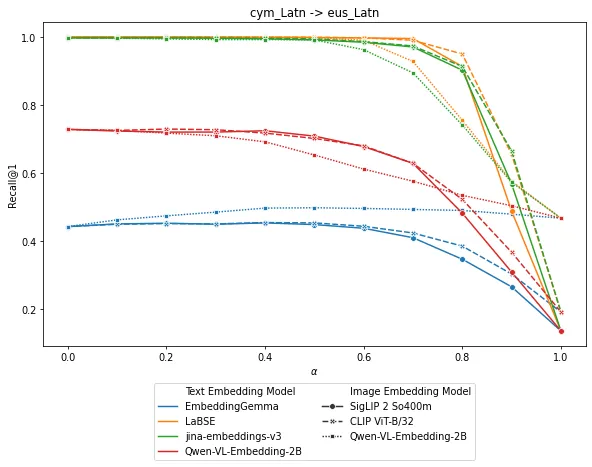 cym_Latn -> eus_Latn
Recall@1
1.0
0.8
0.6
0.4
0.2
0.0 0.2 0.4 0.6 0.8 1.0
α
Text Embedding Model Image Embedding Model
EmbeddingGemma SigLIP 2 So400m
LaBSE CLIP ViT-B/32
jina-embeddings-v3 Qwen-VL-Embedding-2B
Qwen-VL-Embedding-2B